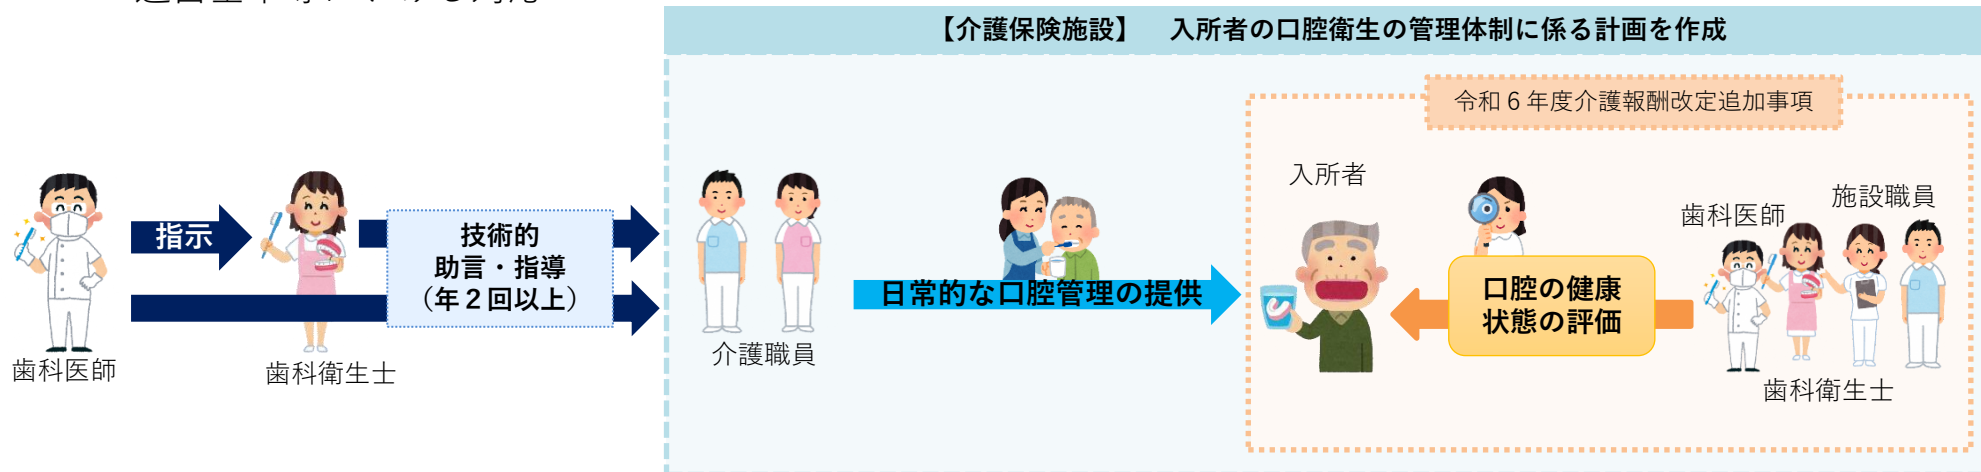 【介護保険施設】 入所者の口腔衛生の管理体制に係る計画を作成
令和６年度介護報酬改定追加事項
指示
技術的
助言・指導
（年２回以上）
歯科医師
歯科衛生士
介護職員
日常的な口腔管理の提供
入所者
口腔の健康
状態の評価
歯科医師
施設職員
歯科衛生士